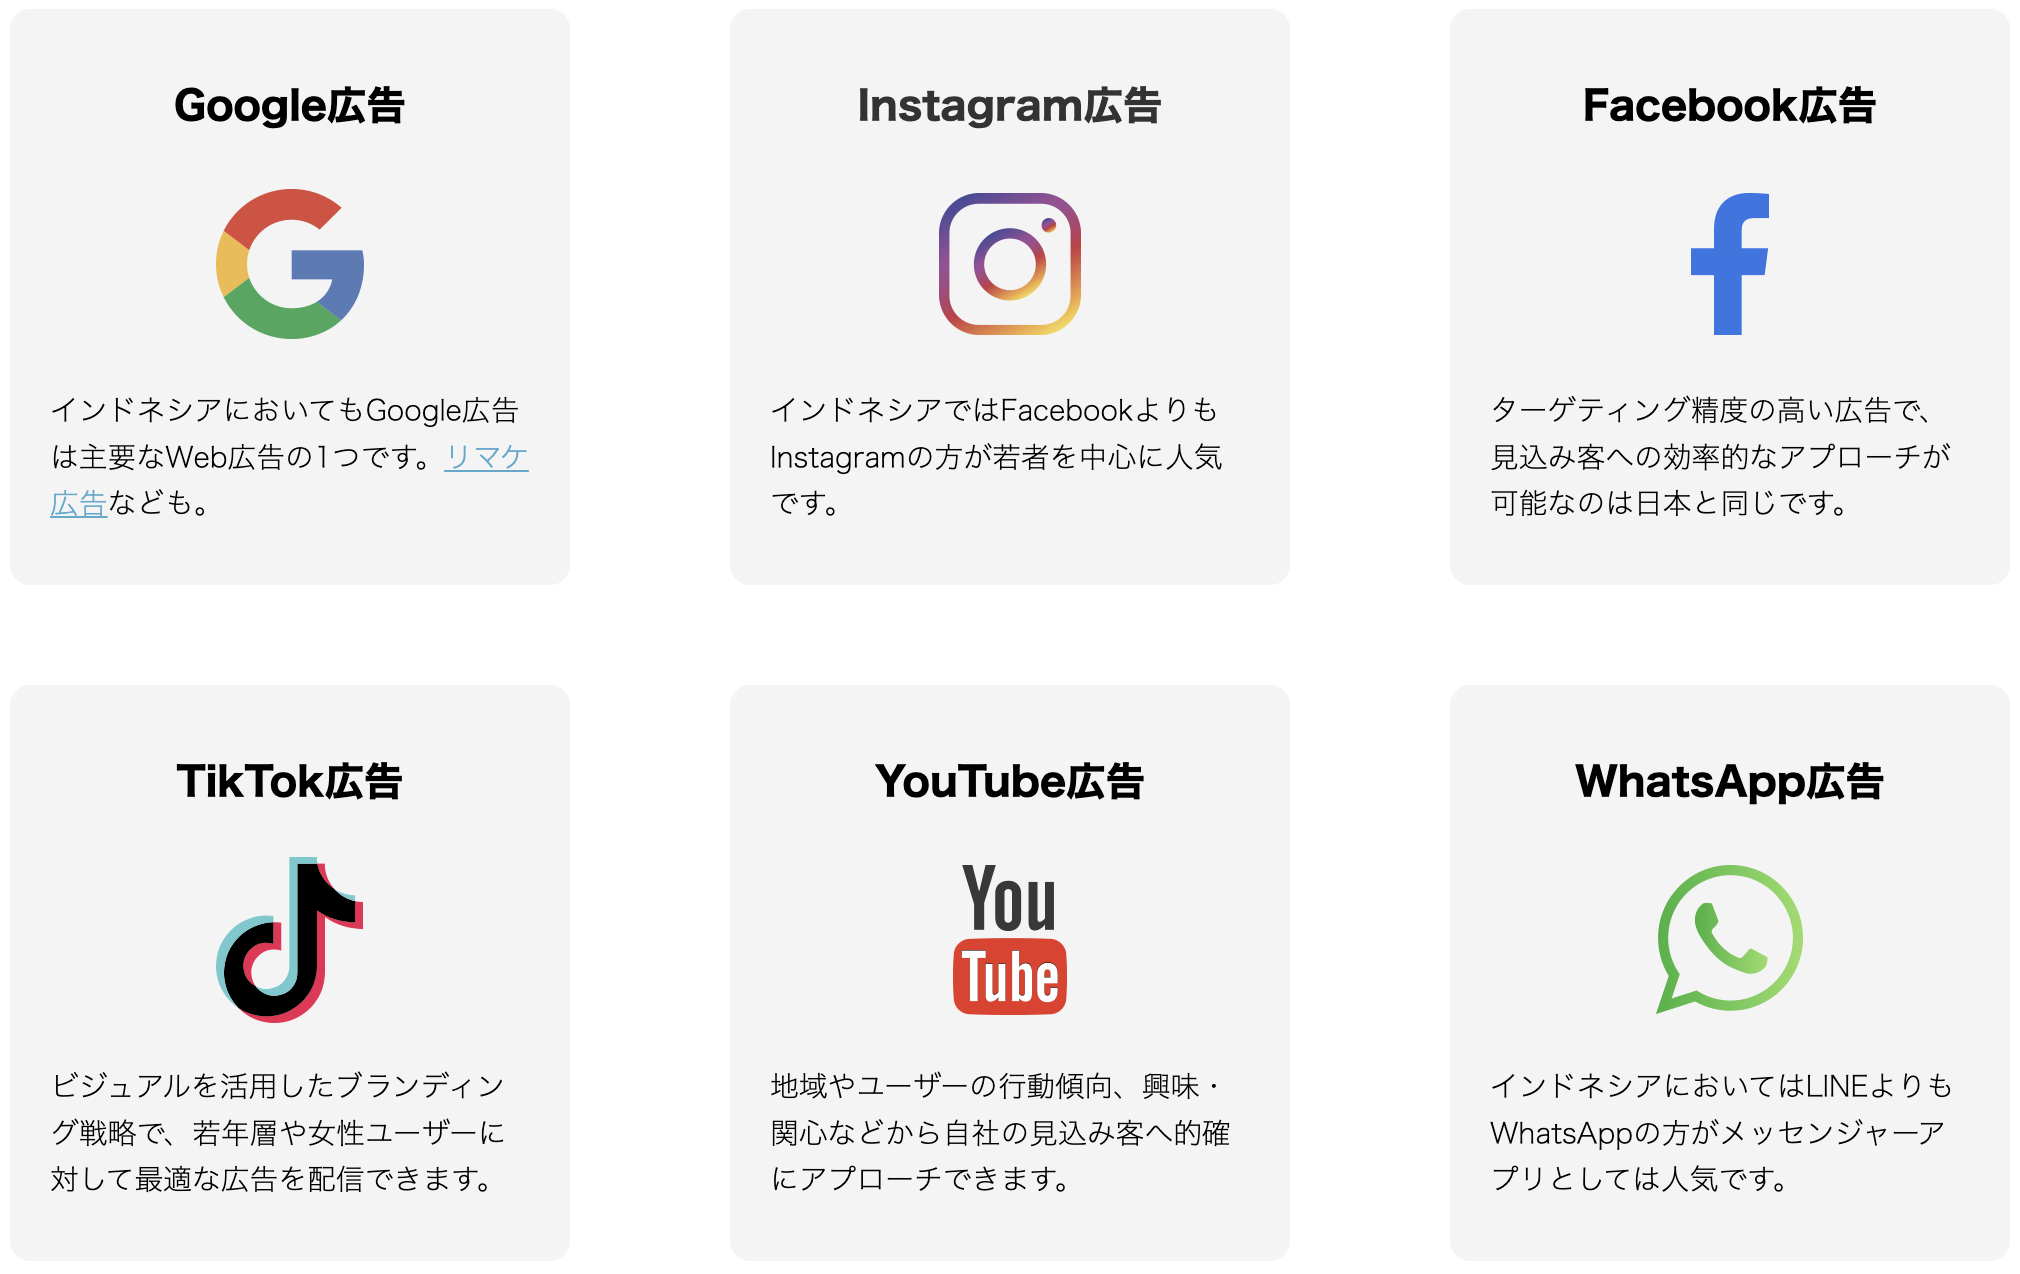 Google広告
インドネシアにおいてもGoogle広告
は主要なWeb広告の1つです。リマケ
広告なども。
Instagram広告
インドネシアではFacebookよりも
Instagramの方が若者を中心に人気
です。
Facebook広告
ターゲティング精度の高い広告で、
見込み客への効率的なアプローチが
可能なのは日本と同じです。
TikTok広告
ビジュアルを活用したブランディン
グ戦略で、若年層や女性ユーザーに
対して最適な広告を配信できます。
YouTube広告
You
Tube
地域やユーザーの行動傾向、興味・
関心などから自社の見込み客へ的確
にアプローチできます。
WhatsApp広告
インドネシアにおいてはLINEよりも
WhatsAppの方がメッセンジャーア
プリとしては人気です。